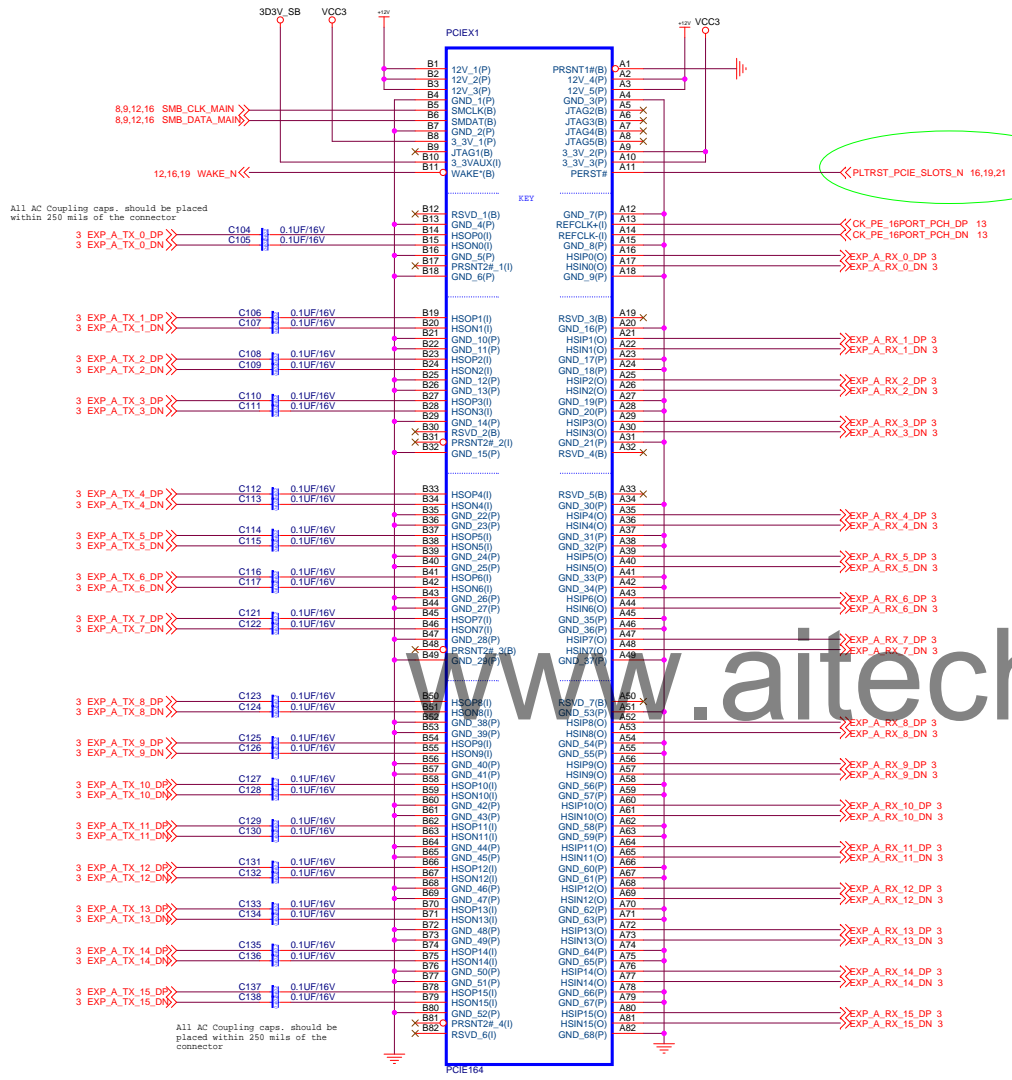 3D3V_SB VCC3 +12V +12V VCC3
PCIEX1
B1 12V_1(P) PRSNT1#(B) A1
B2 12V_2(P) 12V_4(P) A2
B3 12V_3(P) 12V_5(P) A3
B4 GND_1(P) GND_3(P) A4
8,9,12,16 SMB_CLK_MAIN B5 SMCLK(B) JTAG2(B) A5
8,9,12,16 SMB_DATA_MAIN B6 SMDAT(B) JTAG3(B) A6
B7 GND_2(P) JTAG4(B) A7
B8 3_3V_1(P) JTAG5(B) A8
B9 JTAG1(B) 3_3V_2(P) A9
B10 3_3VAUX(I) 3_3V_3(P) A10
12,16,19 WAKE_N B11 WAKE*(B) PERST# A11 PLTRST_PCIE_SLOTS_N 16,19,21
KEY
All AC Coupling caps. should be placed
within 250 mils of the connector
B12 RSVD_1(B) GND_7(P) A12
B13 GND_4(P) REFCLK+(I) A13 CK_PE_16PORT_PCH_DP 13
3 EXP_A_TX_0_DP C104 0.1UF/16V B14 HSOP0(I) REFCLK-(I) A14 CK_PE_16PORT_PCH_DN 13
3 EXP_A_TX_0_DN C105 0.1UF/16V B15 HSON0(I) GND_8(P) A15
B16 GND_5(P) HSIP0(O) A16 EXP_A_RX_0_DP 3
B17 PRSNT2#_1(I) HSIN0(O) A17 EXP_A_RX_0_DN 3
B18 GND_6(P) GND_9(P) A18
3 EXP_A_TX_1_DP C106 0.1UF/16V B19 HSOP1(I) RSVD_3(B) A19
3 EXP_A_TX_1_DN C107 0.1UF/16V B20 HSON1(I) GND_16(P) A20
B21 GND_10(P) HSIP1(O) A21 EXP_A_RX_1_DP 3
B22 GND_11(P) HSIN1(O) A22 EXP_A_RX_1_DN 3
3 EXP_A_TX_2_DP C108 0.1UF/16V B23 HSOP2(I) GND_17(P) A23
3 EXP_A_TX_2_DN C109 0.1UF/16V B24 HSON2(I) GND_18(P) A24
B25 GND_12(P) HSIP2(O) A25 EXP_A_RX_2_DP 3
B26 GND_13(P) HSIN2(O) A26 EXP_A_RX_2_DN 3
3 EXP_A_TX_3_DP C110 0.1UF/16V B27 HSOP3(I) GND_19(P) A27
3 EXP_A_TX_3_DN C111 0.1UF/16V B28 HSON3(I) GND_20(P) A28
B29 GND_14(P) HSIP3(O) A29 EXP_A_RX_3_DP 3
B30 RSVD_2(B) HSIN3(O) A30 EXP_A_RX_3_DN 3
B31 PRSNT2#_2(I) GND_21(P) A31
B32 GND_15(P) RSVD_4(B) A32
3 EXP_A_TX_4_DP C112 0.1UF/16V B33 HSOP4(I) RSVD_5(B) A33
3 EXP_A_TX_4_DN C113 0.1UF/16V B34 HSON4(I) GND_30(P) A34
B35 GND_22(P) HSIP4(O) A35 EXP_A_RX_4_DP 3
B36 GND_23(P) HSIN4(O) A36 EXP_A_RX_4_DN 3
3 EXP_A_TX_5_DP C114 0.1UF/16V B37 HSOP5(I) GND_31(P) A37
3 EXP_A_TX_5_DN C115 0.1UF/16V B38 HSON5(I) GND_32(P) A38
B39 GND_24(P) HSIP5(O) A39 EXP_A_RX_5_DP 3
B40 GND_25(P) HSIN5(O) A40 EXP_A_RX_5_DN 3
3 EXP_A_TX_6_DP C116 0.1UF/16V B41 HSOP6(I) GND_33(P) A41
3 EXP_A_TX_6_DN C117 0.1UF/16V B42 HSON6(I) GND_34(P) A42
B43 GND_26(P) HSIP6(O) A43 EXP_A_RX_6_DP 3
B44 GND_27(P) HSIN6(O) A44 EXP_A_RX_6_DN 3
3 EXP_A_TX_7_DP C121 0.1UF/16V B45 HSOP7(I) GND_35(P) A45
3 EXP_A_TX_7_DN C122 0.1UF/16V B46 HSON7(I) GND_36(P) A46
B47 GND_28(P) HSIP7(O) A47 EXP_A_RX_7_DP 3
B48 PRSNT2#_3(B) HSIN7(O) A48 EXP_A_RX_7_DN 3
B49 GND_29(P) GND_37(P) A49
www.aitech
3 EXP_A_TX_8_DP C123 0.1UF/16V B50 HSOP8(I) RSVD_7(B) A50
3 EXP_A_TX_8_DN C124 0.1UF/16V B51 HSON8(I) GND_53(P) A51
B52 GND_38(P) HSIP8(O) A52 EXP_A_RX_8_DP 3
B53 GND_39(P) HSIN8(O) A53 EXP_A_RX_8_DN 3
3 EXP_A_TX_9_DP C125 0.1UF/16V B54 HSOP9(I) GND_54(P) A54
3 EXP_A_TX_9_DN C126 0.1UF/16V B55 HSON9(I) GND_55(P) A55
B56 GND_40(P) HSIP9(O) A56 EXP_A_RX_9_DP 3
B57 GND_41(P) HSIN9(O) A57 EXP_A_RX_9_DN 3
3 EXP_A_TX_10_DP C127 0.1UF/16V B58 HSOP10(I) GND_56(P) A58
3 EXP_A_TX_10_DN C128 0.1UF/16V B59 HSON10(I) GND_57(P) A59
B60 GND_42(P) HSIP10(O) A60 EXP_A_RX_10_DP 3
B61 GND_43(P) HSIN10(O) A61 EXP_A_RX_10_DN 3
3 EXP_A_TX_11_DP C129 0.1UF/16V B62 HSOP11(I) GND_58(P) A62
3 EXP_A_TX_11_DN C130 0.1UF/16V B63 HSON11(I) GND_59(P) A63
B64 GND_44(P) HSIP11(O) A64 EXP_A_RX_11_DP 3
B65 GND_45(P) HSIN11(O) A65 EXP_A_RX_11_DN 3
3 EXP_A_TX_12_DP C131 0.1UF/16V B66 HSOP12(I) GND_60(P) A66
3 EXP_A_TX_12_DN C132 0.1UF/16V B67 HSON12(I) GND_61(P) A67
B68 GND_46(P) HSIP12(O) A68 EXP_A_RX_12_DP 3
B69 GND_47(P) HSIN12(O) A69 EXP_A_RX_12_DN 3
3 EXP_A_TX_13_DP C133 0.1UF/16V B70 HSOP13(I) GND_62(P) A70
3 EXP_A_TX_13_DN C134 0.1UF/16V B71 HSON13(I) GND_63(P) A71
B72 GND_48(P) HSIP13(O) A72 EXP_A_RX_13_DP 3
B73 GND_49(P) HSIN13(O) A73 EXP_A_RX_13_DN 3
3 EXP_A_TX_14_DP C135 0.1UF/16V B74 HSOP14(I) GND_64(P) A74
3 EXP_A_TX_14_DN C136 0.1UF/16V B75 HSON14(I) GND_65(P) A75
B76 GND_50(P) HSIP14(O) A76 EXP_A_RX_14_DP 3
B77 GND_51(P) HSIN14(O) A77 EXP_A_RX_14_DN 3
3 EXP_A_TX_15_DP C137 0.1UF/16V B78 HSOP15(I) GND_66(P) A78
3 EXP_A_TX_15_DN C138 0.1UF/16V B79 HSON15(I) GND_67(P) A79
B80 GND_52(P) HSIP15(O) A80 EXP_A_RX_15_DP 3
B81 PRSNT2#_4(I) HSIN15(O) A81 EXP_A_RX_15_DN 3
B82 RSVD_6(I) GND_68(P) A82
All AC Coupling caps. should be
placed within 250 mils of the
connector
PCIE164